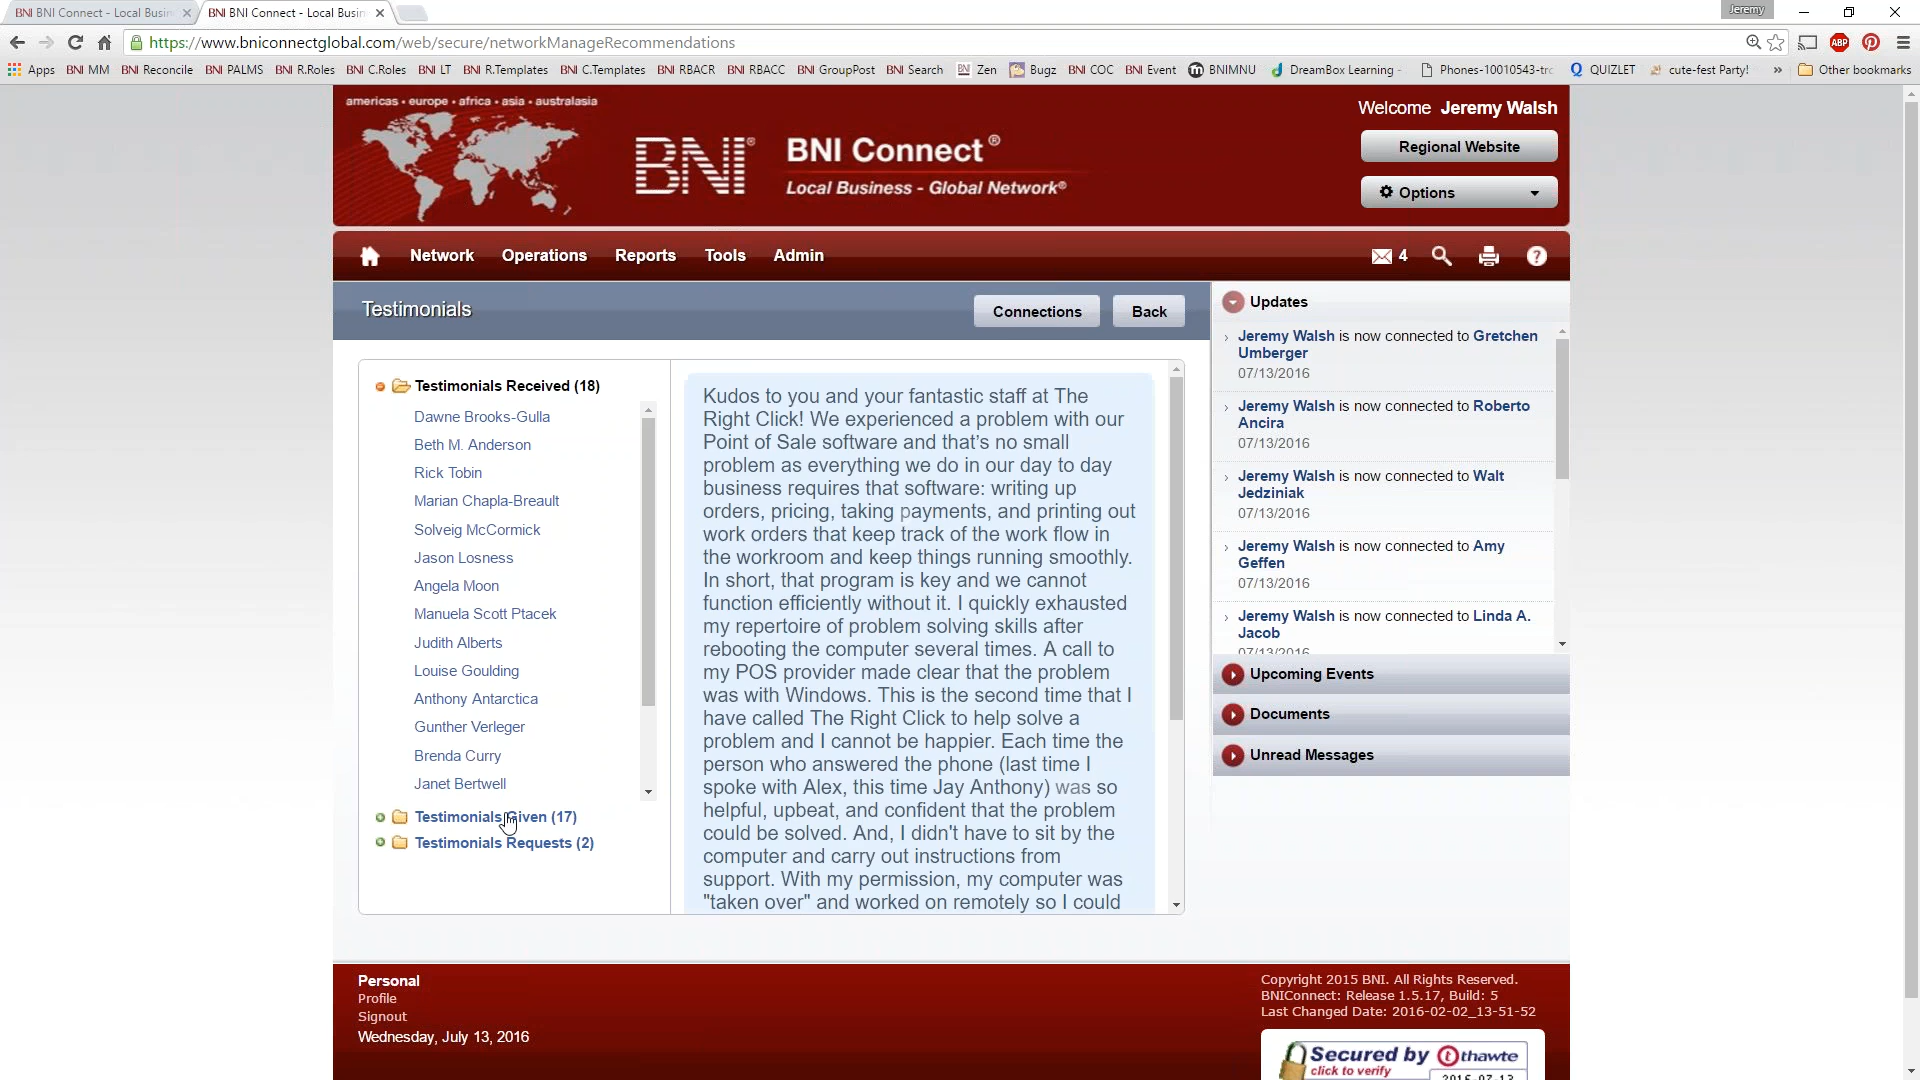 BNI BNI Connect - Local Busin
BNI BNI Connect - Local Busin
Jeremy
https://www.bniconnectglobal.com/web/secure/networkManageRecommendations
ABP
Apps BNI MM BNI Reconcile BNI PALMS BNI R.Roles BNI C.Roles BNI LT BNI R.Templates BNI C.Templates BNI RBACR BNI RBACC BNI GroupPost BNI Search Zen Bugz BNI COC BNI Event BNIMNU DreamBox Learning - Phones-10010543-trc QUIZLET cute-fest Party! » Other bookmarks
americas • europe • africa • asia • australasia
BNI®
BNI Connect®
Local Business - Global Network®
Welcome Jeremy Walsh
Regional Website
Options
Network Operations Reports Tools Admin
4
?
Testimonials
Connections
Back
Testimonials Received (18)
Dawne Brooks-Gulla
Beth M. Anderson
Rick Tobin
Marian Chapla-Breault
Solveig McCormick
Jason Losness
Angela Moon
Manuela Scott Ptacek
Judith Alberts
Louise Goulding
Anthony Antarctica
Gunther Verleger
Brenda Curry
Janet Bertwell
Testimonials Given (17)
Testimonials Requests (2)
Kudos to you and your fantastic staff at The
Right Click! We experienced a problem with our
Point of Sale software and that's no small
problem as everything we do in our day to day
business requires that software: writing up
orders, pricing, taking payments, and printing out
work orders that keep track of the work flow in
the workroom and keep things running smoothly.
In short, that program is key and we cannot
function efficiently without it. I quickly exhausted
my repertoire of problem solving skills after
rebooting the computer several times. A call to
my POS provider made clear that the problem
was with Windows. This is the second time that I
have called The Right Click to help solve a
problem and I cannot be happier. Each time the
person who answered the phone (last time I
spoke with Alex, this time Jay Anthony) was so
helpful, upbeat, and confident that the problem
could be solved. And, I didn't have to sit by the
computer and carry out instructions from
support. With my permission, my computer was
"taken over" and worked on remotely so I could
Updates
Jeremy Walsh is now connected to Gretchen
Umberger
07/13/2016
Jeremy Walsh is now connected to Roberto
Ancira
07/13/2016
Jeremy Walsh is now connected to Walt
Jedziniak
07/13/2016
Jeremy Walsh is now connected to Amy
Geffen
07/13/2016
Jeremy Walsh is now connected to Linda A.
Jacob
07/13/2016
Upcoming Events
Documents
Unread Messages
Personal
Profile
Signout
Wednesday, July 13, 2016
Copyright 2015 BNI. All Rights Reserved.
BNIConnect: Release 1.5.17, Build: 5
Last Changed Date: 2016-02-02_13-51-52
Secured by thawte
click to verify
2016-07-13